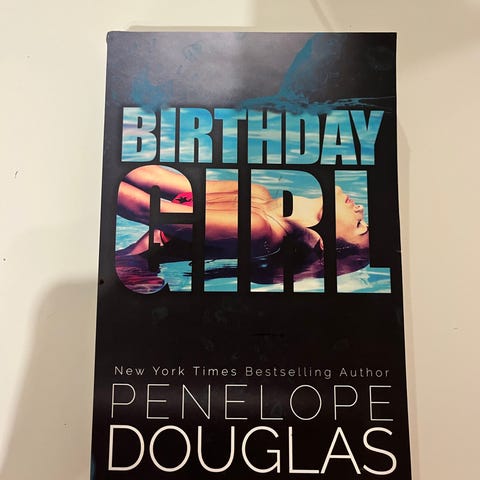 BIRTHDAY
GIRL
New York Times Bestselling Author
PENELOPE
DOUGLAS